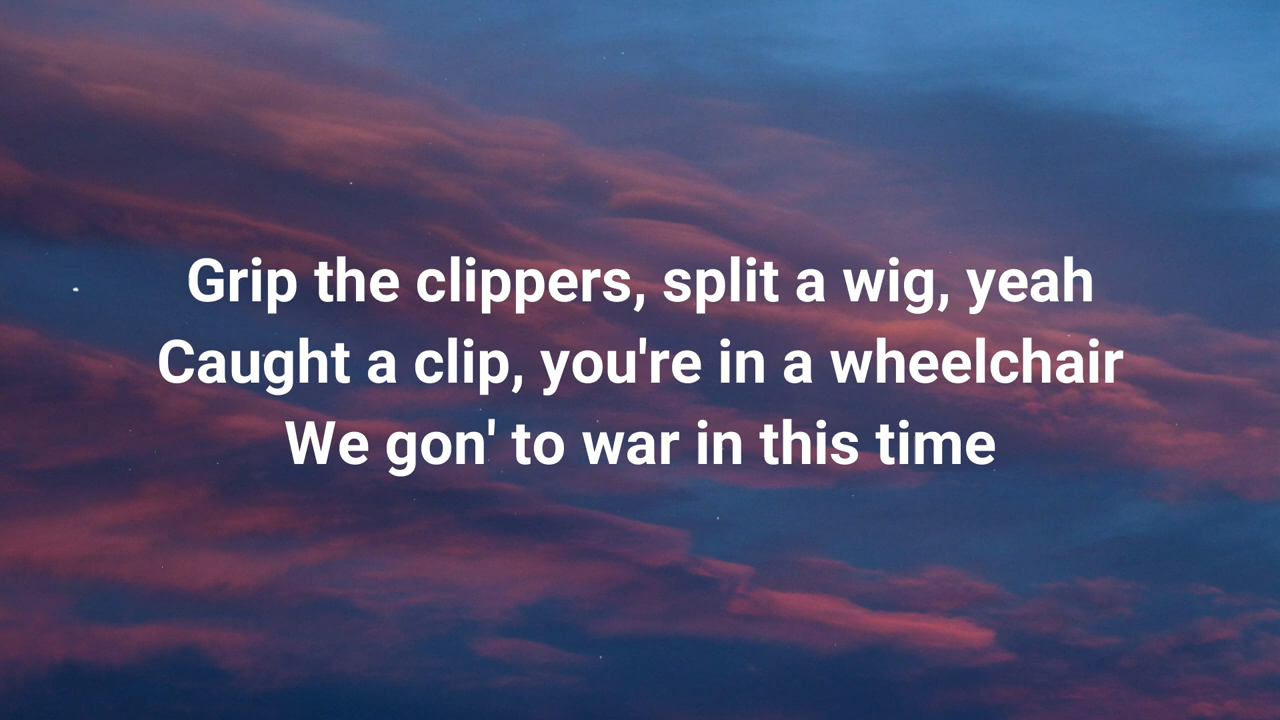 Grip the clippers, split a wig, yeah
Caught a clip, you're in a wheelchair
We gon' to war in this time